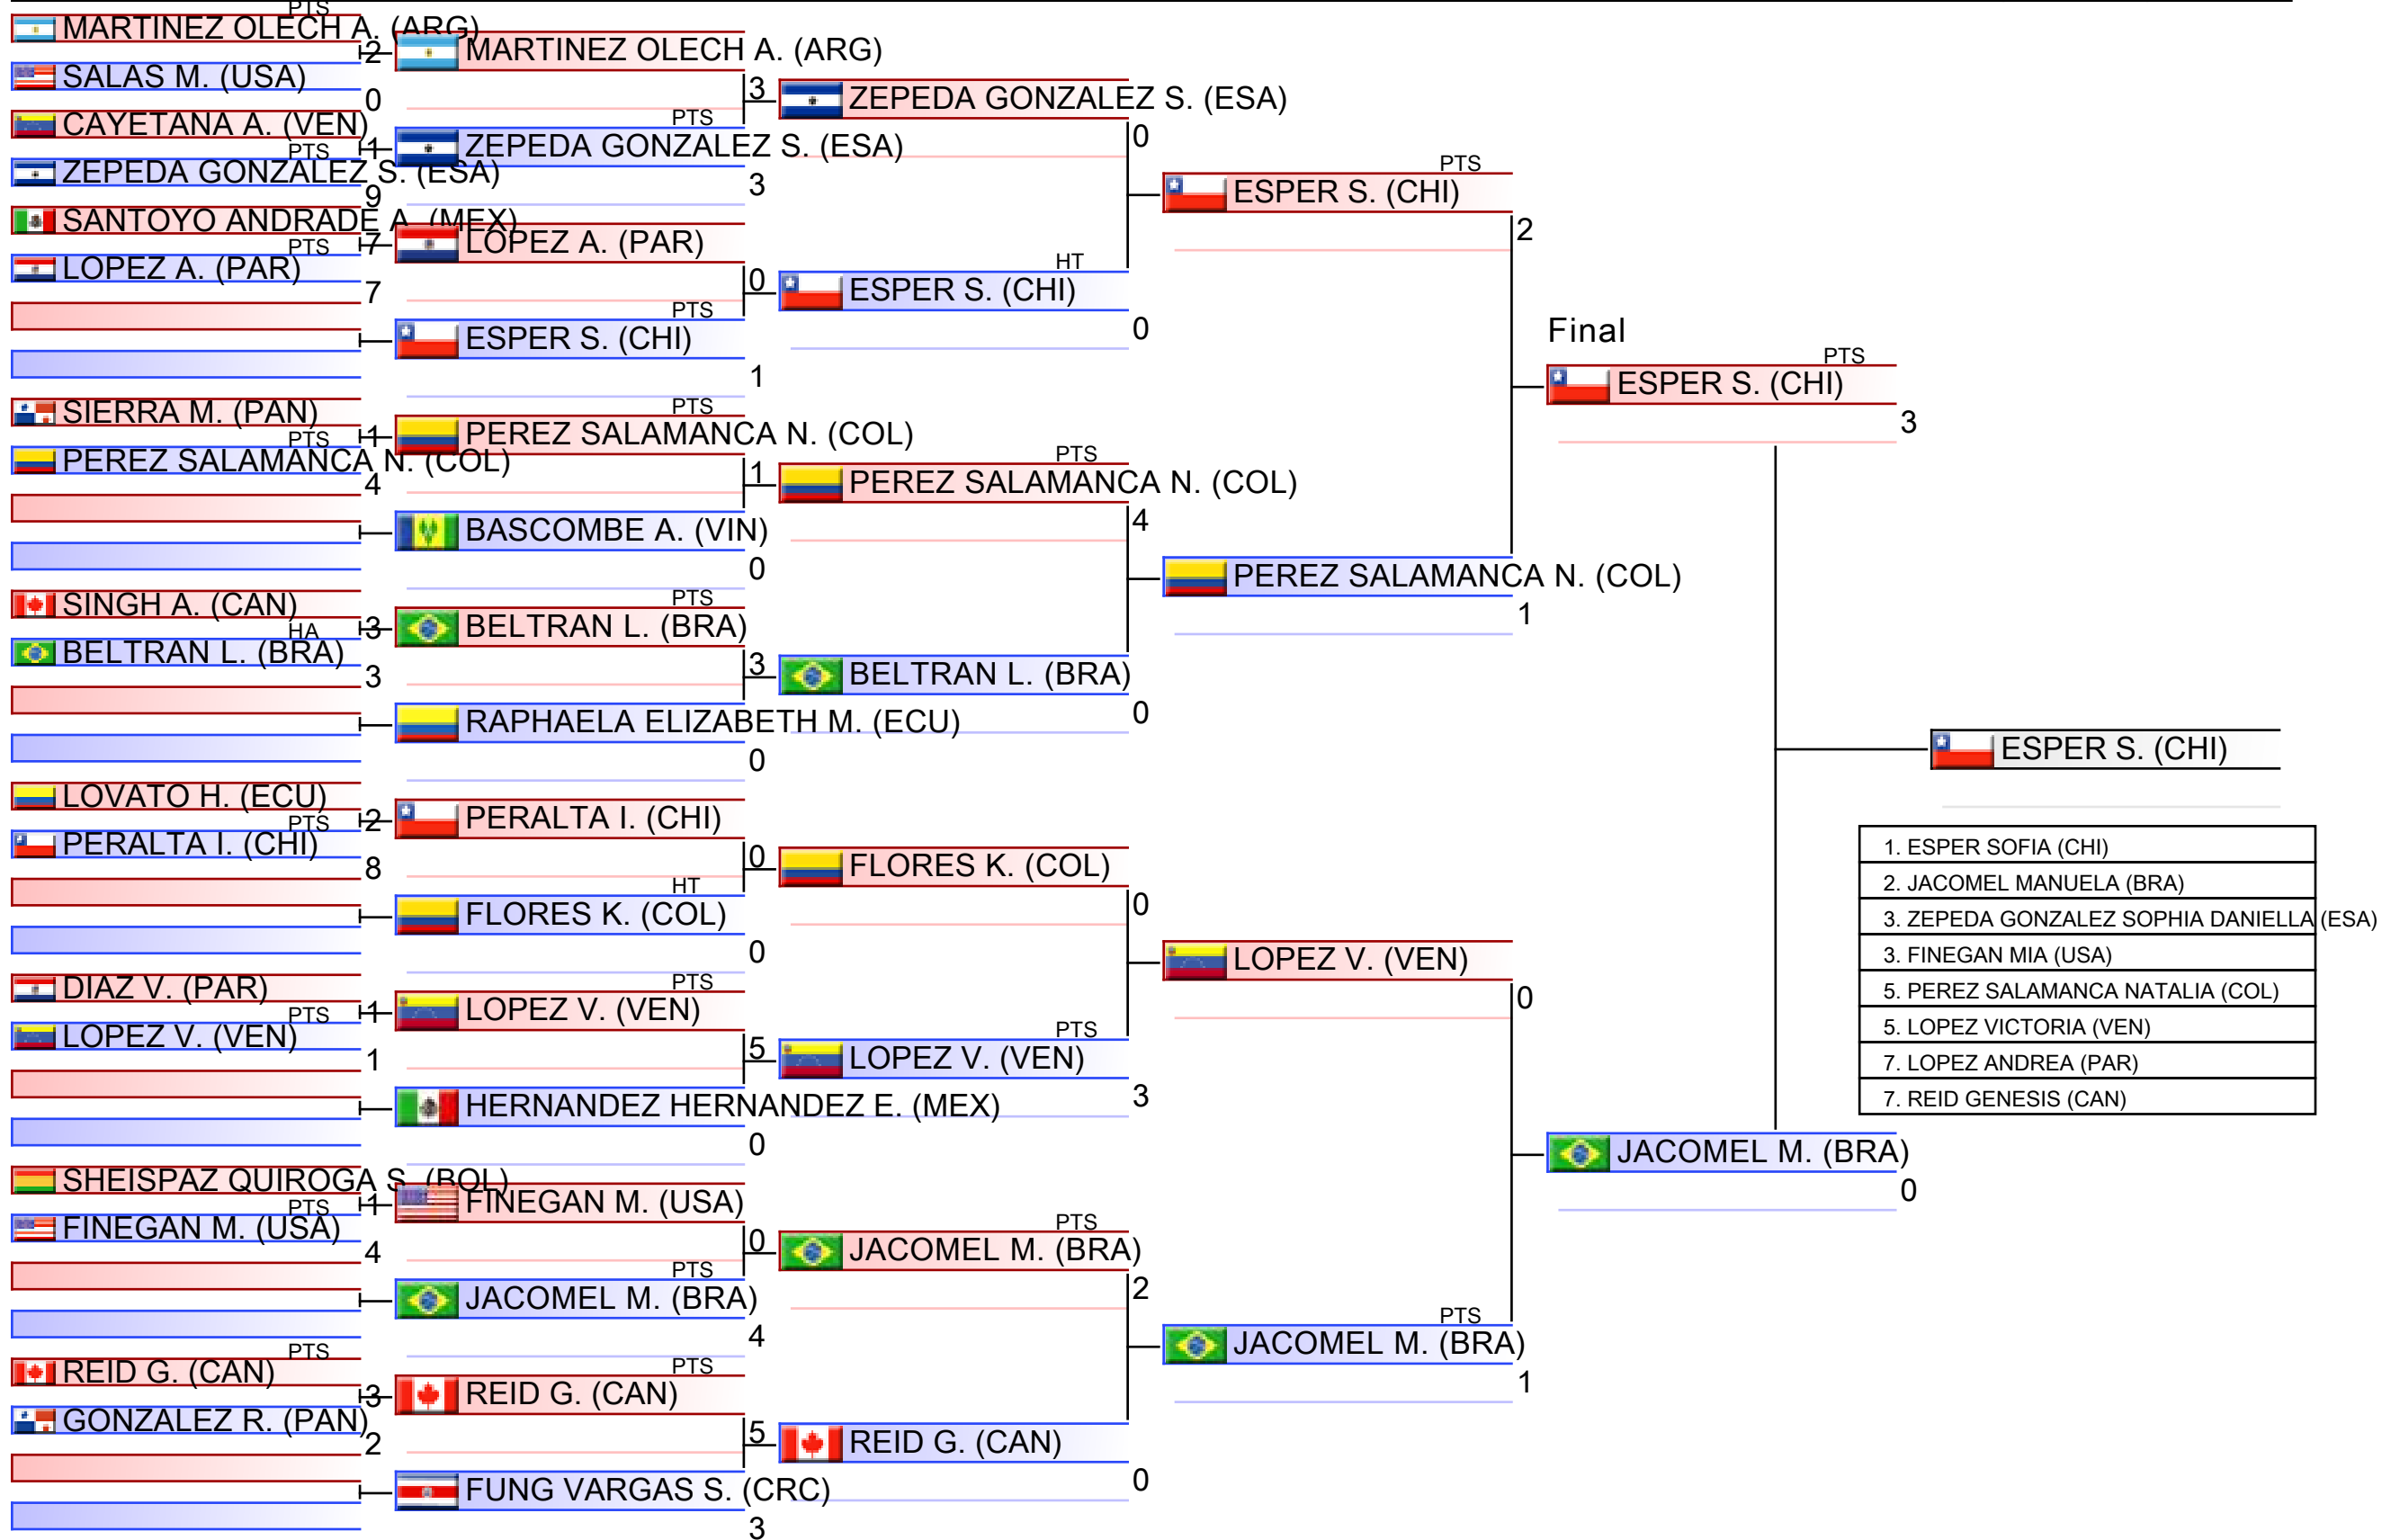 PTS
MARTINEZ OLECH A. (ARG)
2
SALAS M. (USA)
0
CAYETANA A. (VEN)
1
PTS
ZEPEDA GONZALEZ S. (ESA)
9
SANTOYO ANDRADE A. (MEX)
7
PTS
LOPEZ A. (PAR)
7
SIERRA M. (PAN)
1
PTS
PEREZ SALAMANCA N. (COL)
4
SINGH A. (CAN)
3
HA
BELTRAN L. (BRA)
3
LOVATO H. (ECU)
2
PTS
PERALTA I. (CHI)
8
DIAZ V. (PAR)
1
PTS
LOPEZ V. (VEN)
1
SHEISPAZ QUIROGA S. (BOL)
1
PTS
FINEGAN M. (USA)
4
PTS
REID G. (CAN)
3
GONZALEZ R. (PAN)
2
MARTINEZ OLECH A. (ARG)
3
PTS
ZEPEDA GONZALEZ S. (ESA)
3
LOPEZ A. (PAR)
0
PTS
ESPER S. (CHI)
1
PTS
PEREZ SALAMANCA N. (COL)
1
BASCOMBE A. (VIN)
0
PTS
BELTRAN L. (BRA)
3
RAPHAELA ELIZABETH M. (ECU)
0
PERALTA I. (CHI)
0
HT
FLORES K. (COL)
0
PTS
LOPEZ V. (VEN)
5
HERNANDEZ HERNANDEZ E. (MEX)
0
FINEGAN M. (USA)
0
PTS
JACOMEL M. (BRA)
4
PTS
REID G. (CAN)
5
FUNG VARGAS S. (CRC)
3
ZEPEDA GONZALEZ S. (ESA)
0
HT
ESPER S. (CHI)
0
PTS
PEREZ SALAMANCA N. (COL)
4
BELTRAN L. (BRA)
0
FLORES K. (COL)
0
PTS
LOPEZ V. (VEN)
3
PTS
JACOMEL M. (BRA)
2
REID G. (CAN)
0
PTS
ESPER S. (CHI)
2
PEREZ SALAMANCA N. (COL)
1
LOPEZ V. (VEN)
0
PTS
JACOMEL M. (BRA)
1
Final
PTS
ESPER S. (CHI)
3
JACOMEL M. (BRA)
0
ESPER S. (CHI)
1. ESPER SOFIA (CHI)
2. JACOMEL MANUELA (BRA)
3. ZEPEDA GONZALEZ SOPHIA DANIELLA (ESA)
3. FINEGAN MIA (USA)
5. PEREZ SALAMANCA NATALIA (COL)
5. LOPEZ VICTORIA (VEN)
7. LOPEZ ANDREA (PAR)
7. REID GENESIS (CAN)